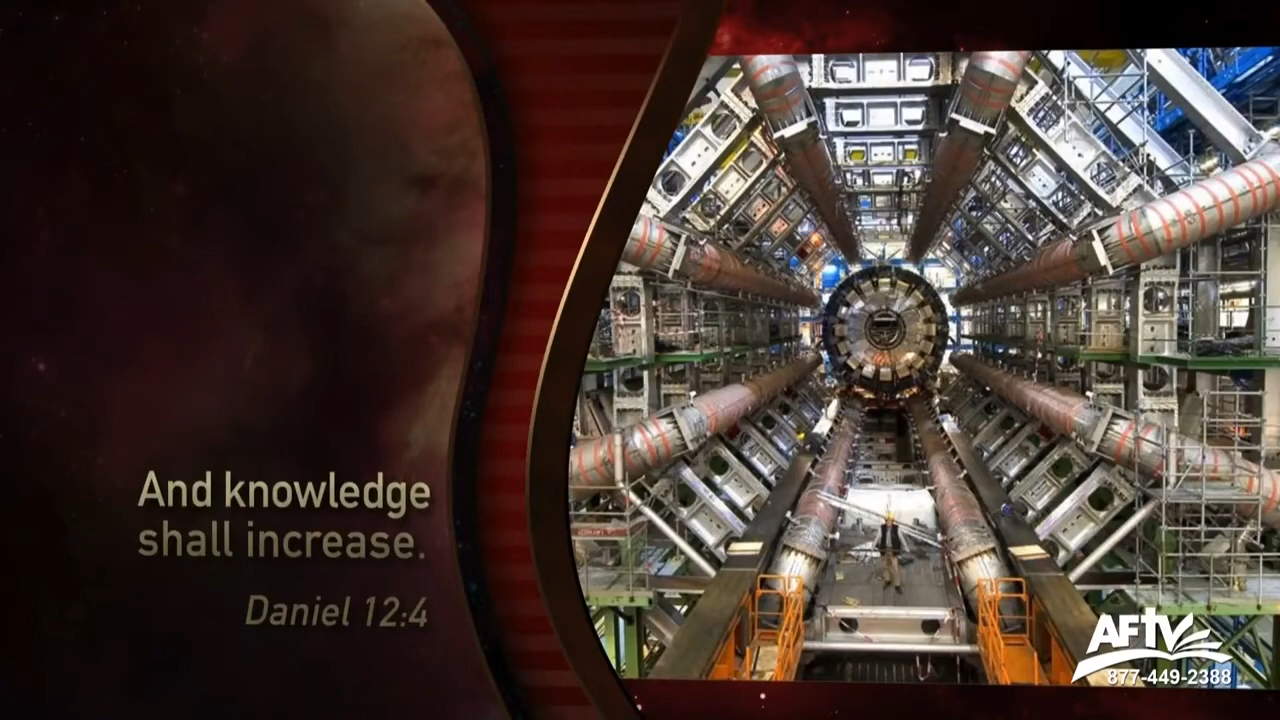 And knowledge
shall increase.
Daniel 12:4
AFTV
877-449-2388